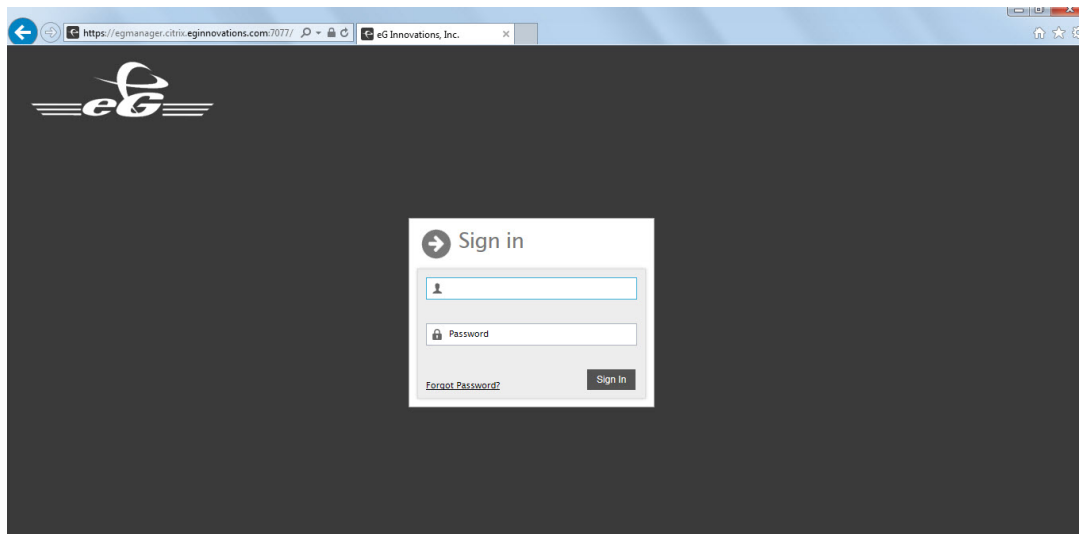 https://egmanager.citrix.eginnovations.com:7077/
eG Innovations, Inc.
eG
Sign in
Password
Forgot Password?
Sign In